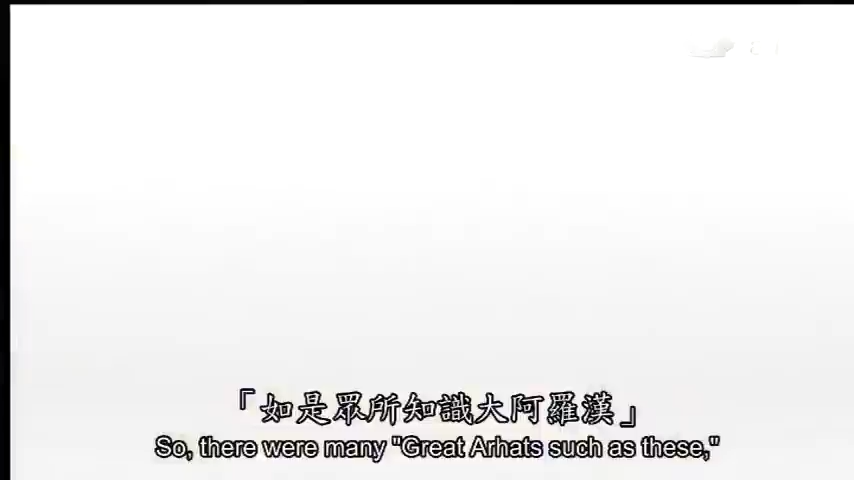 「如是眾所知識大阿羅漢」
So, there were many "Great Arhats such as these,"